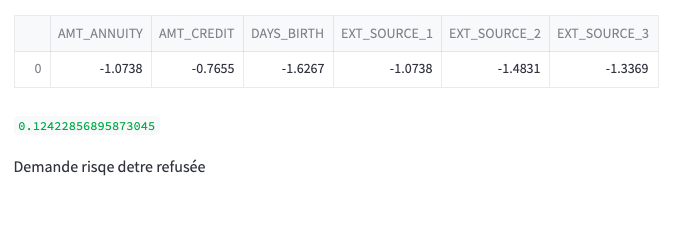 AMT_ANNUITY AMT_CREDIT DAYS_BIRTH EXT_SOURCE_1 EXT_SOURCE_2 EXT_SOURCE_3
0 -1.0738 -0.7655 -1.6267 -1.0738 -1.4831 -1.3369
0.12422856895873045
Demande risqe detre refusée